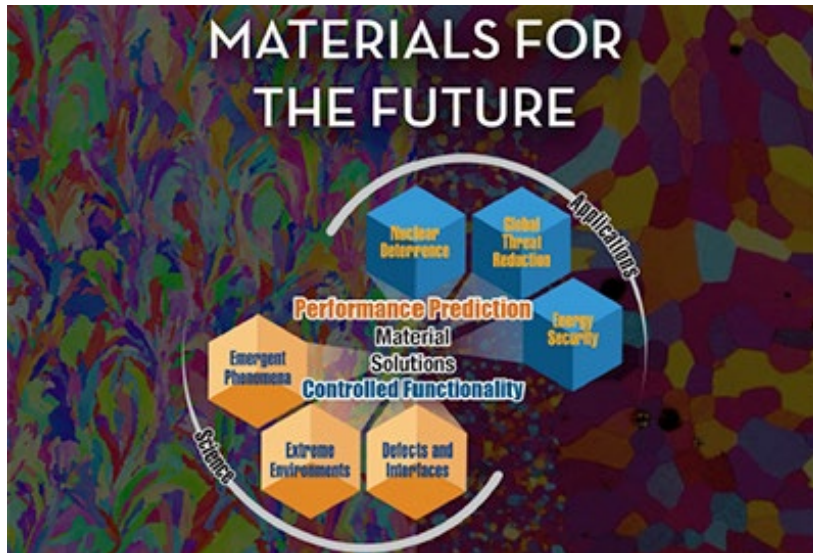 MATERIALS FOR
THE FUTURE
Applications
Nuclear
Deterrence
Global
Threat
Reduction
Energy
Security
Performance Prediction
Material
Solutions
Controlled Functionality
Emergent
Phenomena
Extreme
Environments
Defects and
Interfaces
Science